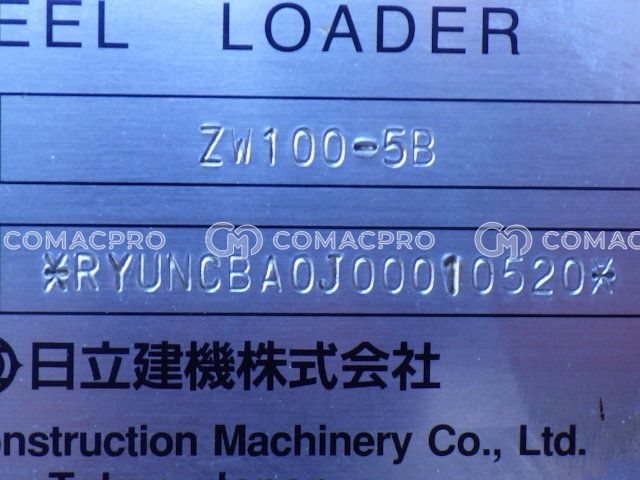 EEL LOADER
ZW100-5B
COMACPRO COMACPRO COMACPRO
*RYUNCBA0J00010520*
日立建機株式会社
onstruction Machinery Co., Ltd.